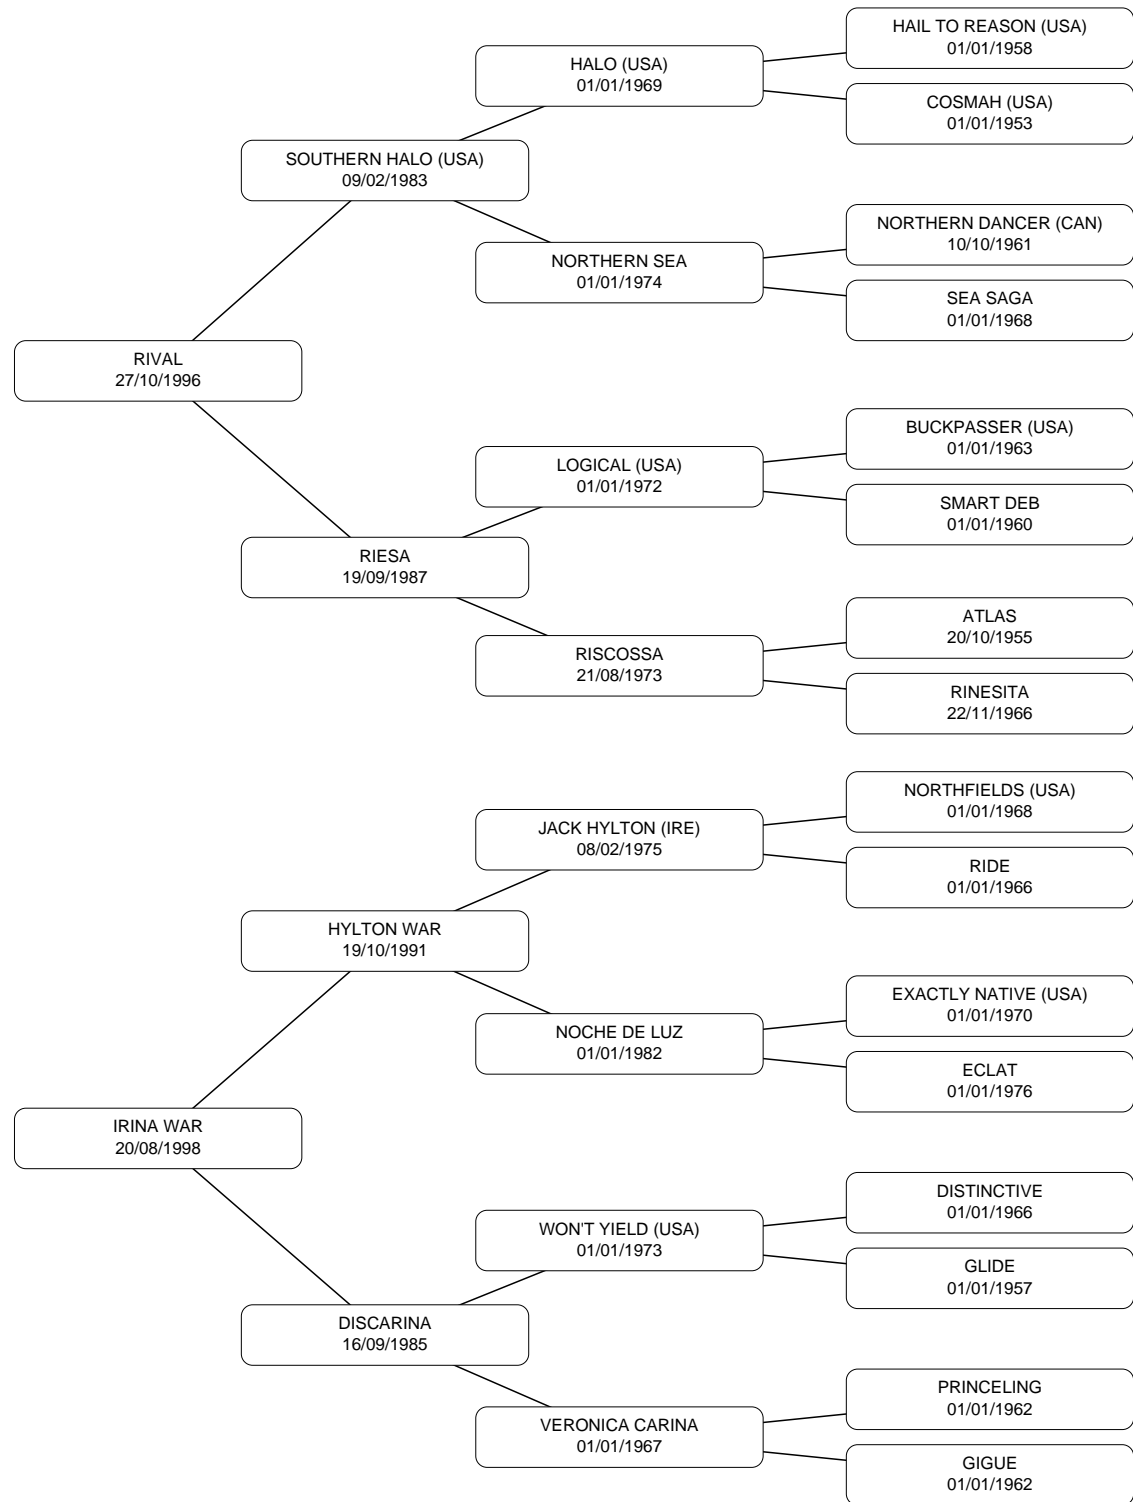 HAIL TO REASON (USA)
01/01/1958
HALO (USA)
01/01/1969
COSMAH (USA)
01/01/1953
SOUTHERN HALO (USA)
09/02/1983
NORTHERN DANCER (CAN)
10/10/1961
NORTHERN SEA
01/01/1974
SEA SAGA
01/01/1968
RIVAL
27/10/1996
BUCKPASSER (USA)
01/01/1963
LOGICAL (USA)
01/01/1972
SMART DEB
01/01/1960
RIESA
19/09/1987
ATLAS
20/10/1955
RISCOSSA
21/08/1973
RINESITA
22/11/1966
NORTHFIELDS (USA)
01/01/1968
JACK HYLTON (IRE)
08/02/1975
RIDE
01/01/1966
HYLTON WAR
19/10/1991
EXACTLY NATIVE (USA)
01/01/1970
NOCHE DE LUZ
01/01/1982
ECLAT
01/01/1976
IRINA WAR
20/08/1998
DISTINCTIVE
01/01/1966
WON'T YIELD (USA)
01/01/1973
GLIDE
01/01/1957
DISCARINA
16/09/1985
PRINCELING
01/01/1962
VERONICA CARINA
01/01/1967
GIGUE
01/01/1962